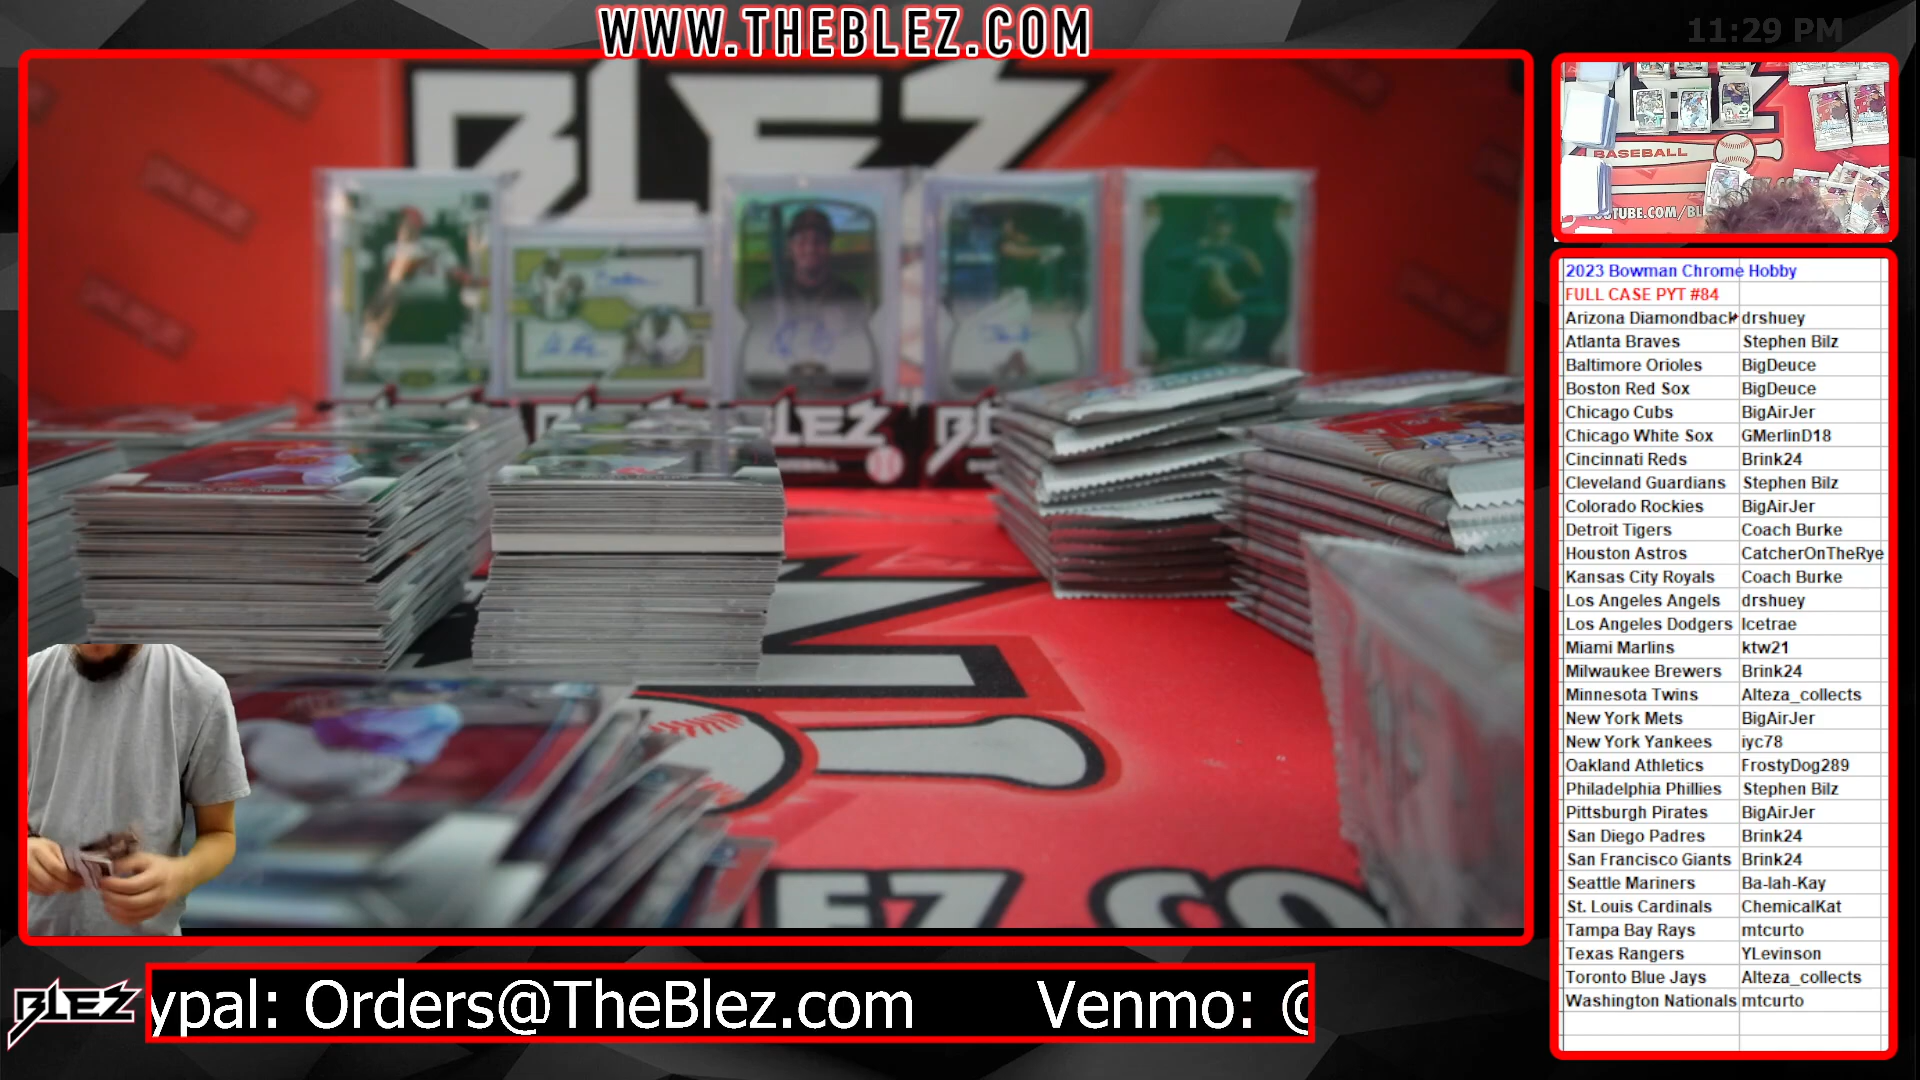 WWW.THEBLEZ.COM
11:29 PM
BLEZ
BLEZ
BASEBALL
EZ CO
BASEBALL
2023 Bowman Chrome Hobby
FULL CASE PYT #84
Arizona Diamondback drshuey
Atlanta Braves Stephen Bilz
Baltimore Orioles BigDeuce
Boston Red Sox BigDeuce
Chicago Cubs BigAirJer
Chicago White Sox GMerlinD18
Cincinnati Reds Brink24
Cleveland Guardians Stephen Bilz
Colorado Rockies BigAirJer
Detroit Tigers Coach Burke
Houston Astros CatcherOnTheRye
Kansas City Royals Coach Burke
Los Angeles Angels drshuey
Los Angeles Dodgers Icetrae
Miami Marlins ktw21
Milwaukee Brewers Brink24
Minnesota Twins Alteza_collects
New York Mets BigAirJer
New York Yankees iyc78
Oakland Athletics FrostyDog289
Philadelphia Phillies Stephen Bilz
Pittsburgh Pirates BigAirJer
San Diego Padres Brink24
San Francisco Giants Brink24
Seattle Mariners Ba-lah-Kay
St. Louis Cardinals ChemicalKat
Tampa Bay Rays mtcurto
Texas Rangers YLevinson
Toronto Blue Jays Alteza_collects
Washington Nationals mtcurto
BLEZ
ypal: Orders@TheBlez.com Venmo: @